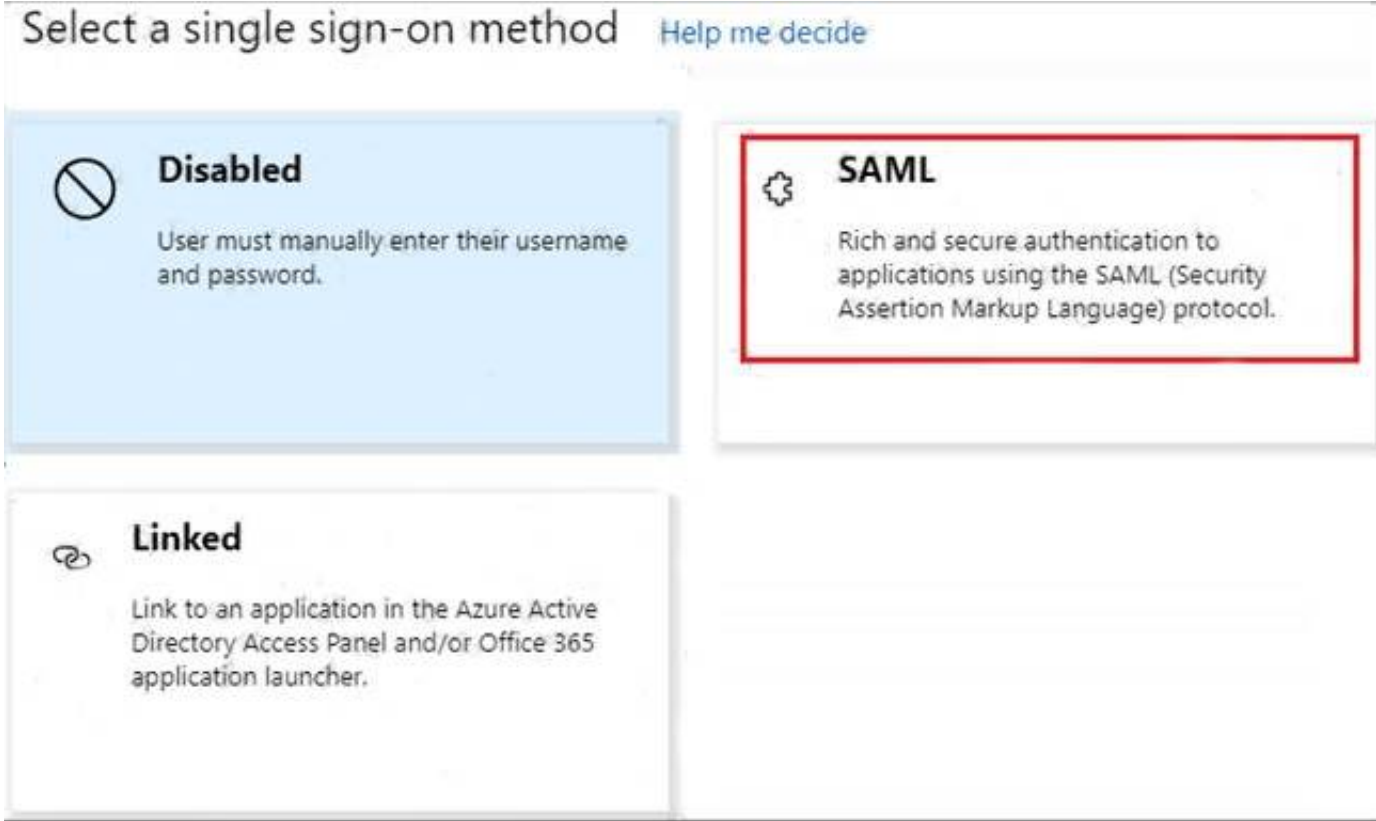 Select a single sign-on method Help me decide
Disabled
User must manually enter their username
and password.
SAML
Rich and secure authentication to
applications using the SAML (Security
Assertion Markup Language) protocol.
Linked
Link to an application in the Azure Active
Directory Access Panel and/or Office 365
application launcher.